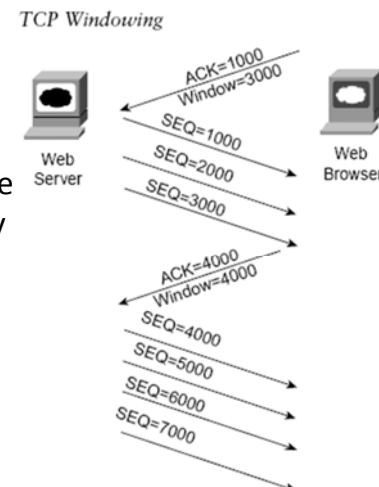 TCP Windowing
ACK=1000
Window=3000
SEQ=1000
SEQ=2000
SEQ=3000
Web
Server
Web
Browser
e
y
ACK=4000
Window=4000
SEQ=4000
SEQ=5000
SEQ=6000
SEQ=7000